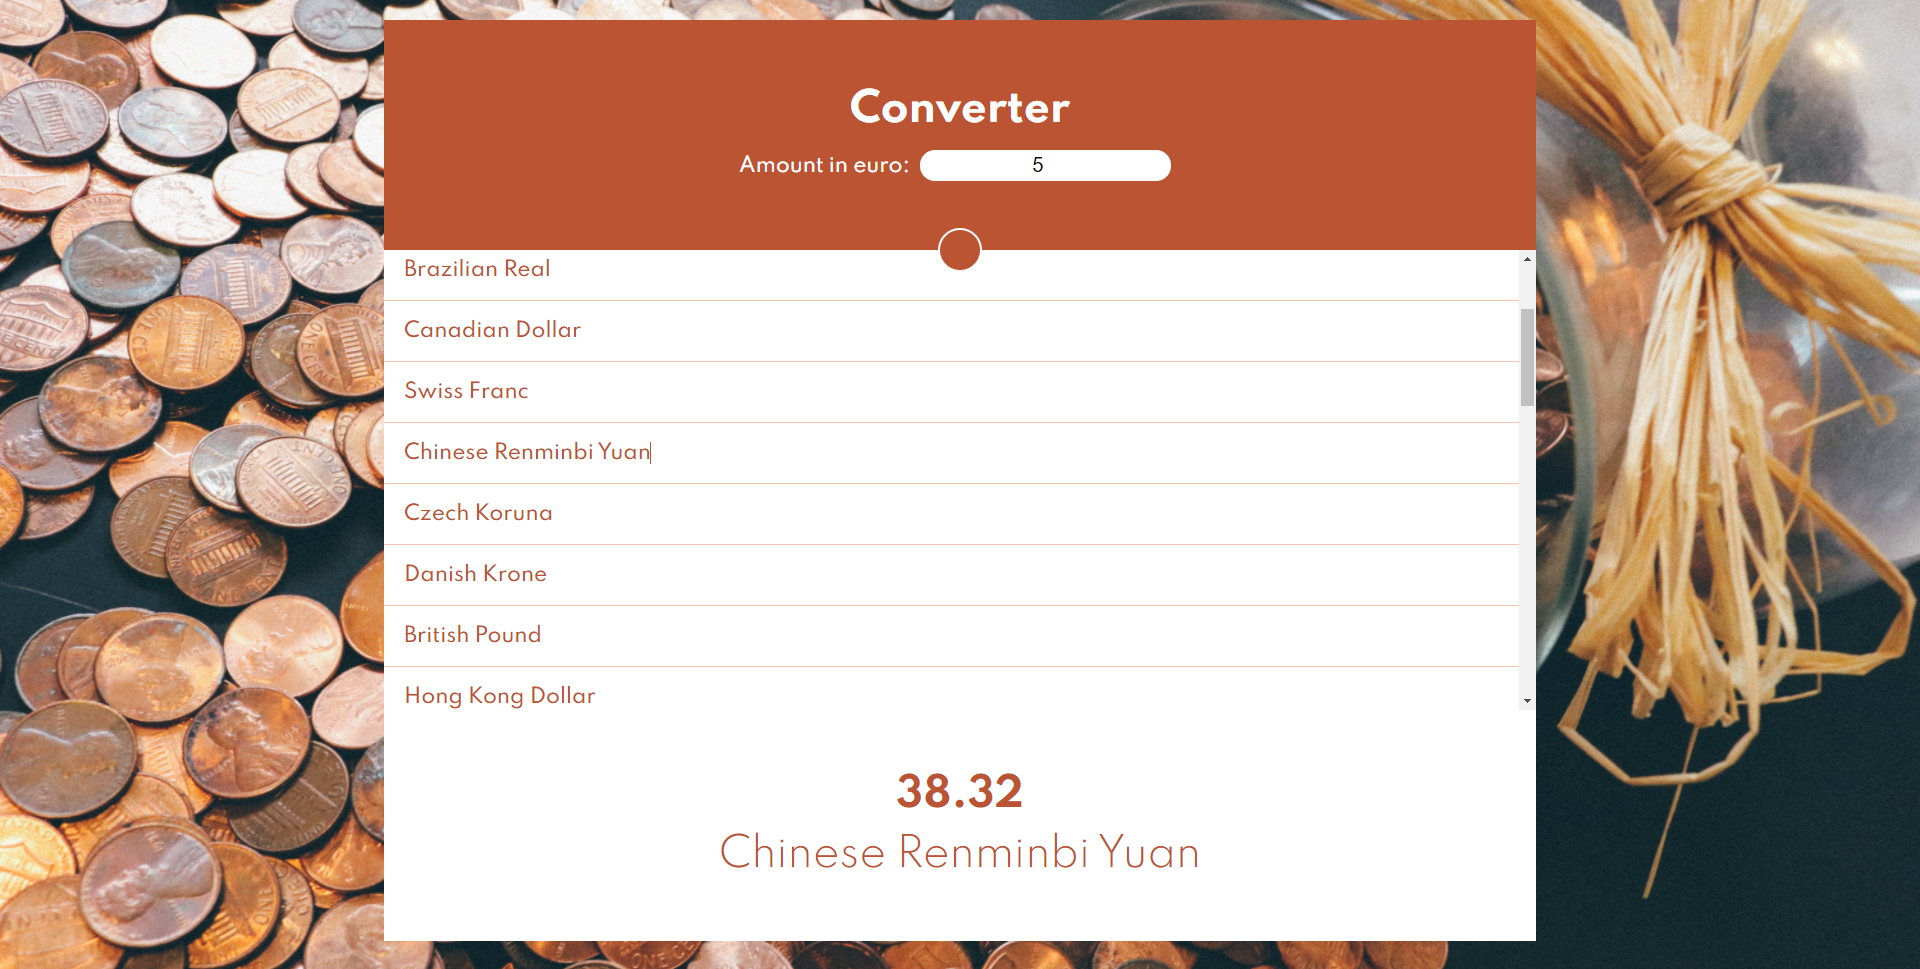 Converter
Amount in euro: 5
Brazilian Real
Canadian Dollar
Swiss Franc
Chinese Renminbi Yuan
Czech Koruna
Danish Krone
British Pound
Hong Kong Dollar
38.32
Chinese Renminbi Yuan